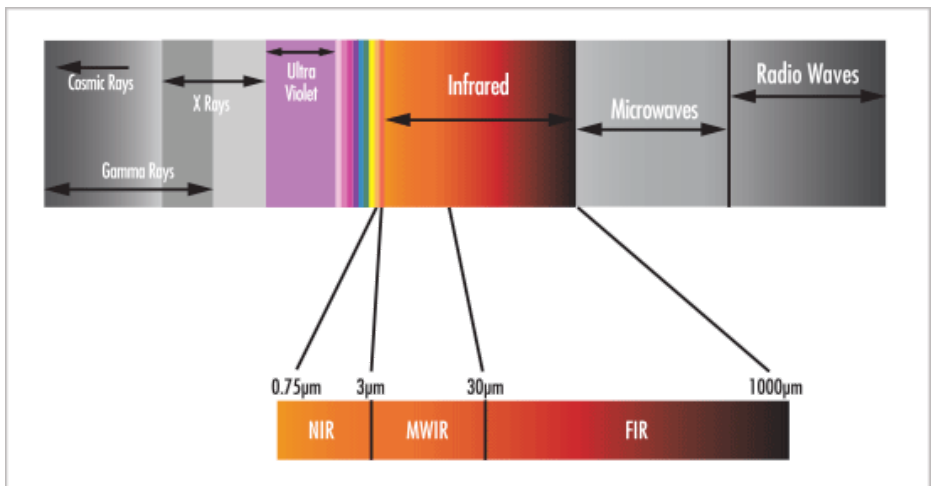 Cosmic Rays
X Rays
Gamma Rays
Ultra
Violet
Infrared
Microwaves
Radio Waves
0.75µm
3µm
30µm
1000µm
NIR
MWIR
FIR